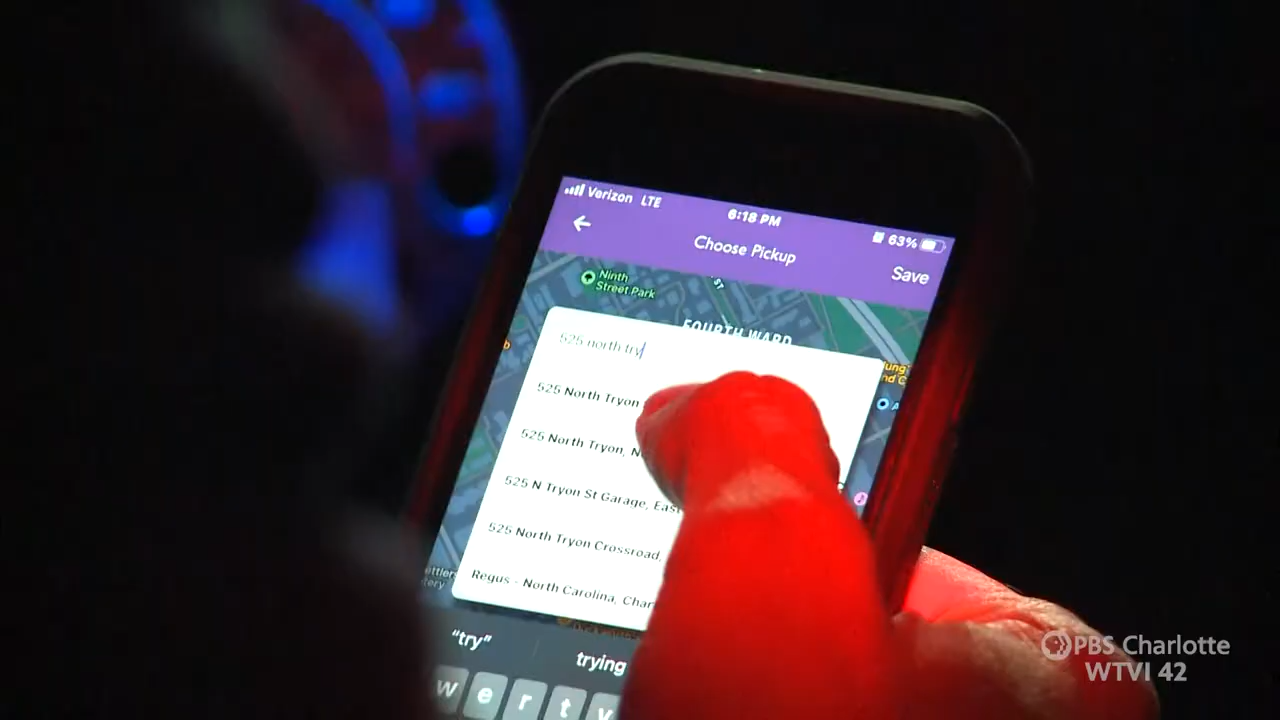 Verizon LTE
6:18 PM
63%
Choose Pickup
Save
Ninth
Street Park
ST
FOURTH WARD
525 north try
525 North Tryon
525 North Tryon,
525 N Tryon St Garage, East
525 North Tryon Crossroad,
Regus - North Carolina, Char
"try"
trying
w e r t y
PBS Charlotte
WTVI 42